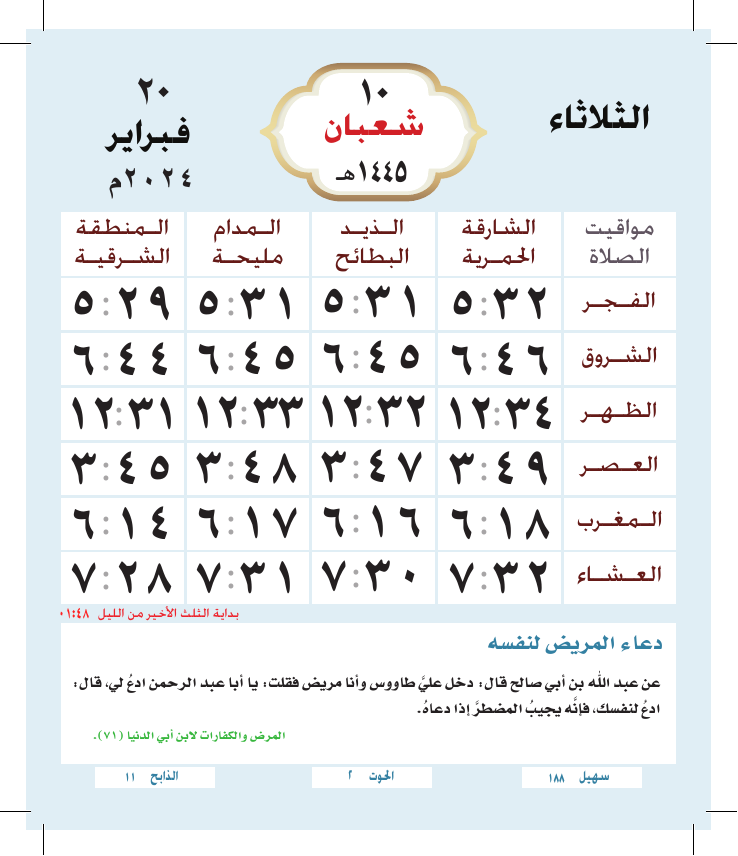 الثلاثاء
١٠
شعبان
١٤٤٥هـ
٢٠
فبراير
٢٠٢٤م
مواقيت الصلاة	الشارقة الحمرية	الذيد البطائح	المدام مليحة	المنطقة الشرقية
الفجر	٥:٣٢	٥:٣١	٥:٣١	٥:٢٩
الشروق	٦:٤٦	٦:٤٥	٦:٤٥	٦:٤٤
الظهر	١٢:٣٤	١٢:٣٢	١٢:٣٣	١٢:٣١
العصر	٣:٤٩	٣:٤٧	٣:٤٨	٣:٤٥
المغرب	٦:١٨	٦:١٦	٦:١٧	٦:١٤
العشاء	٧:٣٢	٧:٣٠	٧:٣١	٧:٢٨
بداية الثلث الأخير من الليل ٠١:٤٨
دعاء المريض لنفسه
عن عبد الله بن أبي صالح قال: دخل عليَّ طاووس وأنا مريض فقلت: يا أبا عبد الرحمن ادعُ لي، قال:
ادعُ لنفسك، فإنَّه يجيبُ المضطرَّ إذا دعاهُ.
المرض والكفارات لابن أبي الدنيا (٧١).
سهيل ١٨٨
الحوت ٢
الذابح ١١